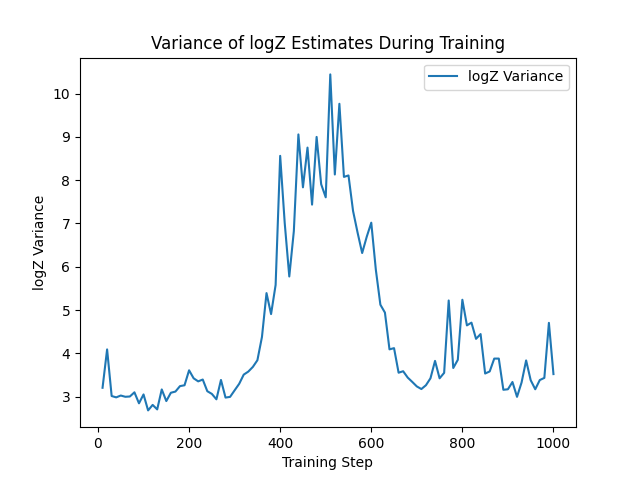 Variance of logZ Estimates During Training
logZ Variance
logZ Variance
10
9
8
7
6
5
4
3
0 200 400 600 800 1000
Training Step